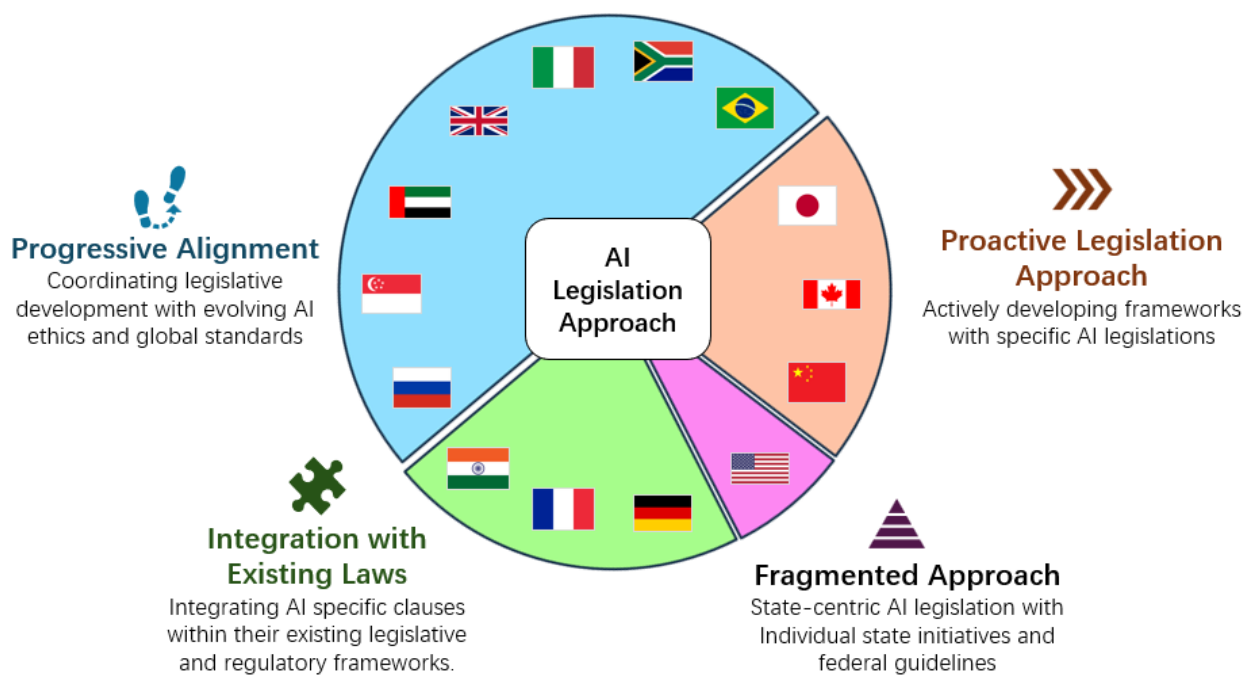 AI
Legislation
Approach
Progressive Alignment
Coordinating legislative
development with evolving AI
ethics and global standards
Proactive Legislation
Approach
Actively developing frameworks
with specific AI legislations
Integration with
Existing Laws
Integrating AI specific clauses
within their existing legislative
and regulatory frameworks.
Fragmented Approach
State-centric AI legislation with
Individual state initiatives and
federal guidelines